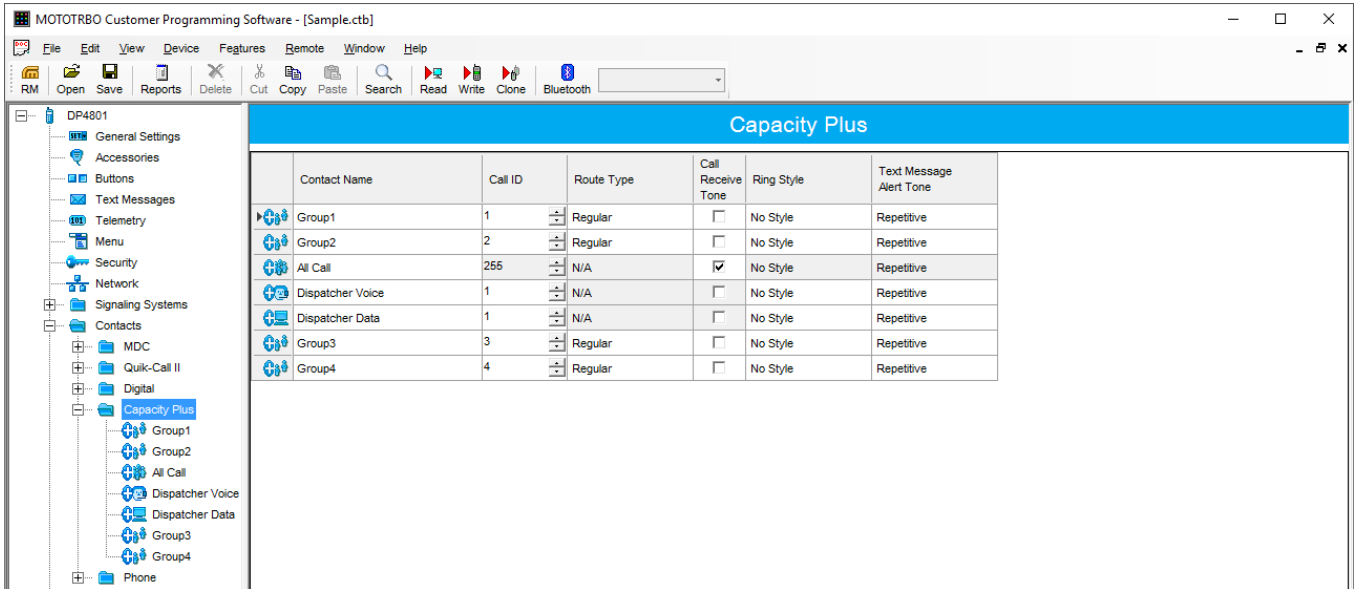 MOTOTRBO Customer Programming Software - [Sample.ctb]
File Edit View Device Features Remote Window Help
RM Open Save Reports Delete Cut Copy Paste Search Read Write Clone Bluetooth
DP4801
General Settings
Accessories
Buttons
Text Messages
Telemetry
Menu
Security
Network
Signaling Systems
Contacts
MDC
Quik-Call II
Digital
Capacity Plus
Group1
Group2
All Call
Dispatcher Voice
Dispatcher Data
Group3
Group4
Phone
Capacity Plus
Contact Name Call ID Route Type Call Receive Tone Ring Style Text Message Alert Tone
Group1 1 Regular No Style Repetitive
Group2 2 Regular No Style Repetitive
All Call 255 N/A No Style Repetitive
Dispatcher Voice 1 N/A No Style Repetitive
Dispatcher Data 1 N/A No Style Repetitive
Group3 3 Regular No Style Repetitive
Group4 4 Regular No Style Repetitive